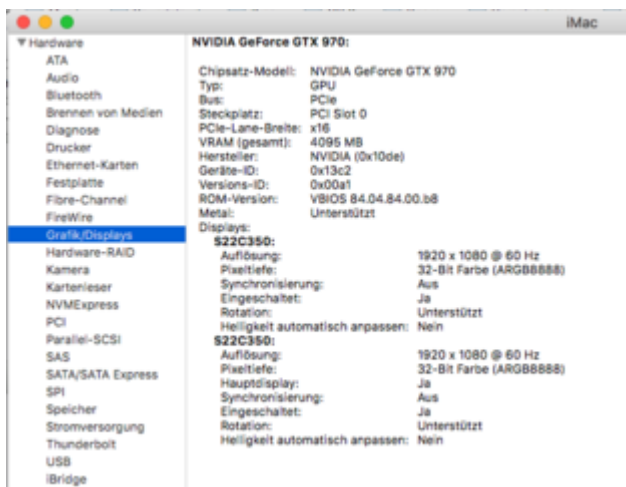 iMac
Hardware
ATA
Audio
Bluetooth
Brennen von Medien
Diagnose
Drucker
Ethernet-Karten
Festplatte
Fibre-Channel
FireWire
Grafik/Displays
Hardware-RAID
Kamera
Kartenleser
NVMExpress
PCI
Parallel-SCSI
SAS
SATA/SATA Express
SPI
Speicher
Stromversorgung
Thunderbolt
USB
iBridge
NVIDIA GeForce GTX 970:
Chipsatz-Modell: NVIDIA GeForce GTX 970
Typ: GPU
Bus: PCIe
Steckplatz: PCI Slot 0
PCIe-Lane-Breite: x16
VRAM (gesamt): 4095 MB
Hersteller: NVIDIA (0x10de)
Geräte-ID: 0x13c2
Versions-ID: 0x00a1
ROM-Version: VBIOS 84.04.84.00.b8
Metal: Unterstützt
Displays:
S22C350:
Auflösung: 1920 x 1080 @ 60 Hz
Pixeltiefe: 32-Bit Farbe (ARGB8888)
Synchronisierung: Aus
Eingeschaltet: Ja
Rotation: Unterstützt
Helligkeit automatisch anpassen: Nein
S22C350:
Auflösung: 1920 x 1080 @ 60 Hz
Pixeltiefe: 32-Bit Farbe (ARGB8888)
Hauptdisplay: Ja
Synchronisierung: Aus
Eingeschaltet: Ja
Rotation: Unterstützt
Helligkeit automatisch anpassen: Nein